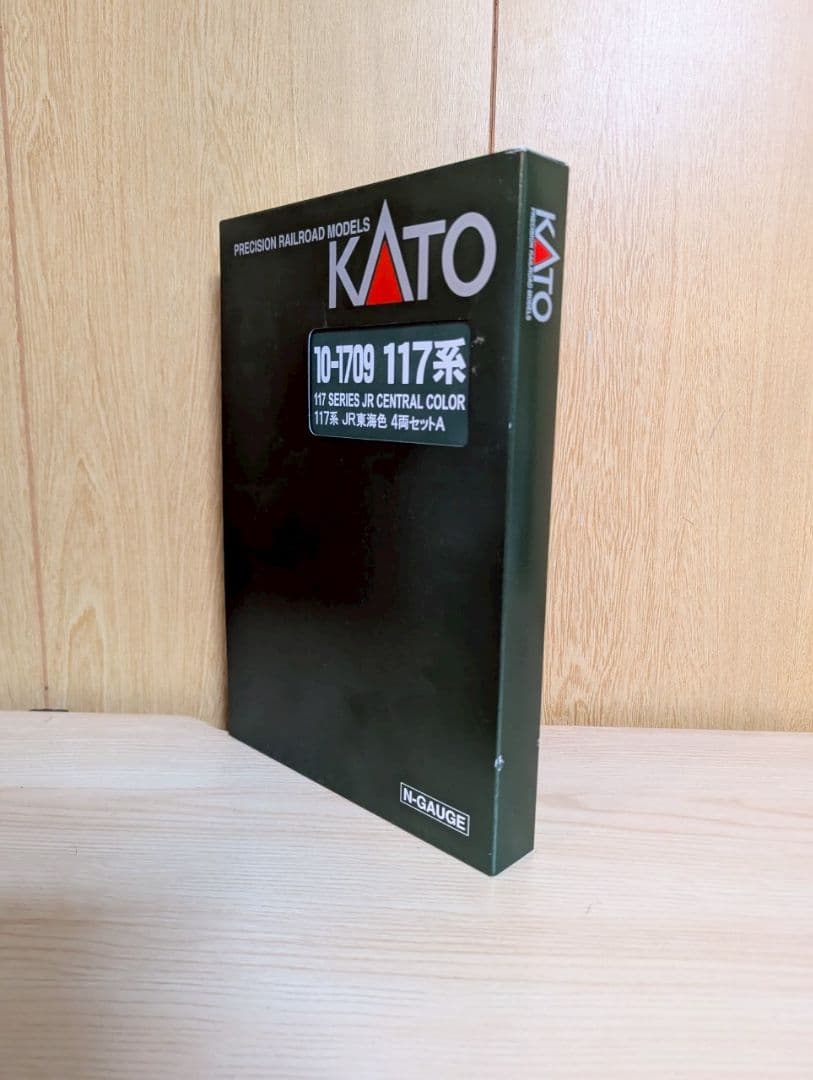 PRECISION RAILROAD MODELS
KATO
10-1709 117系
117 SERIES JR CENTRAL COLOR
117系 JR東海色 4両セットA
N-GAUGE
KATO
PRECISION RAILROAD MODELS